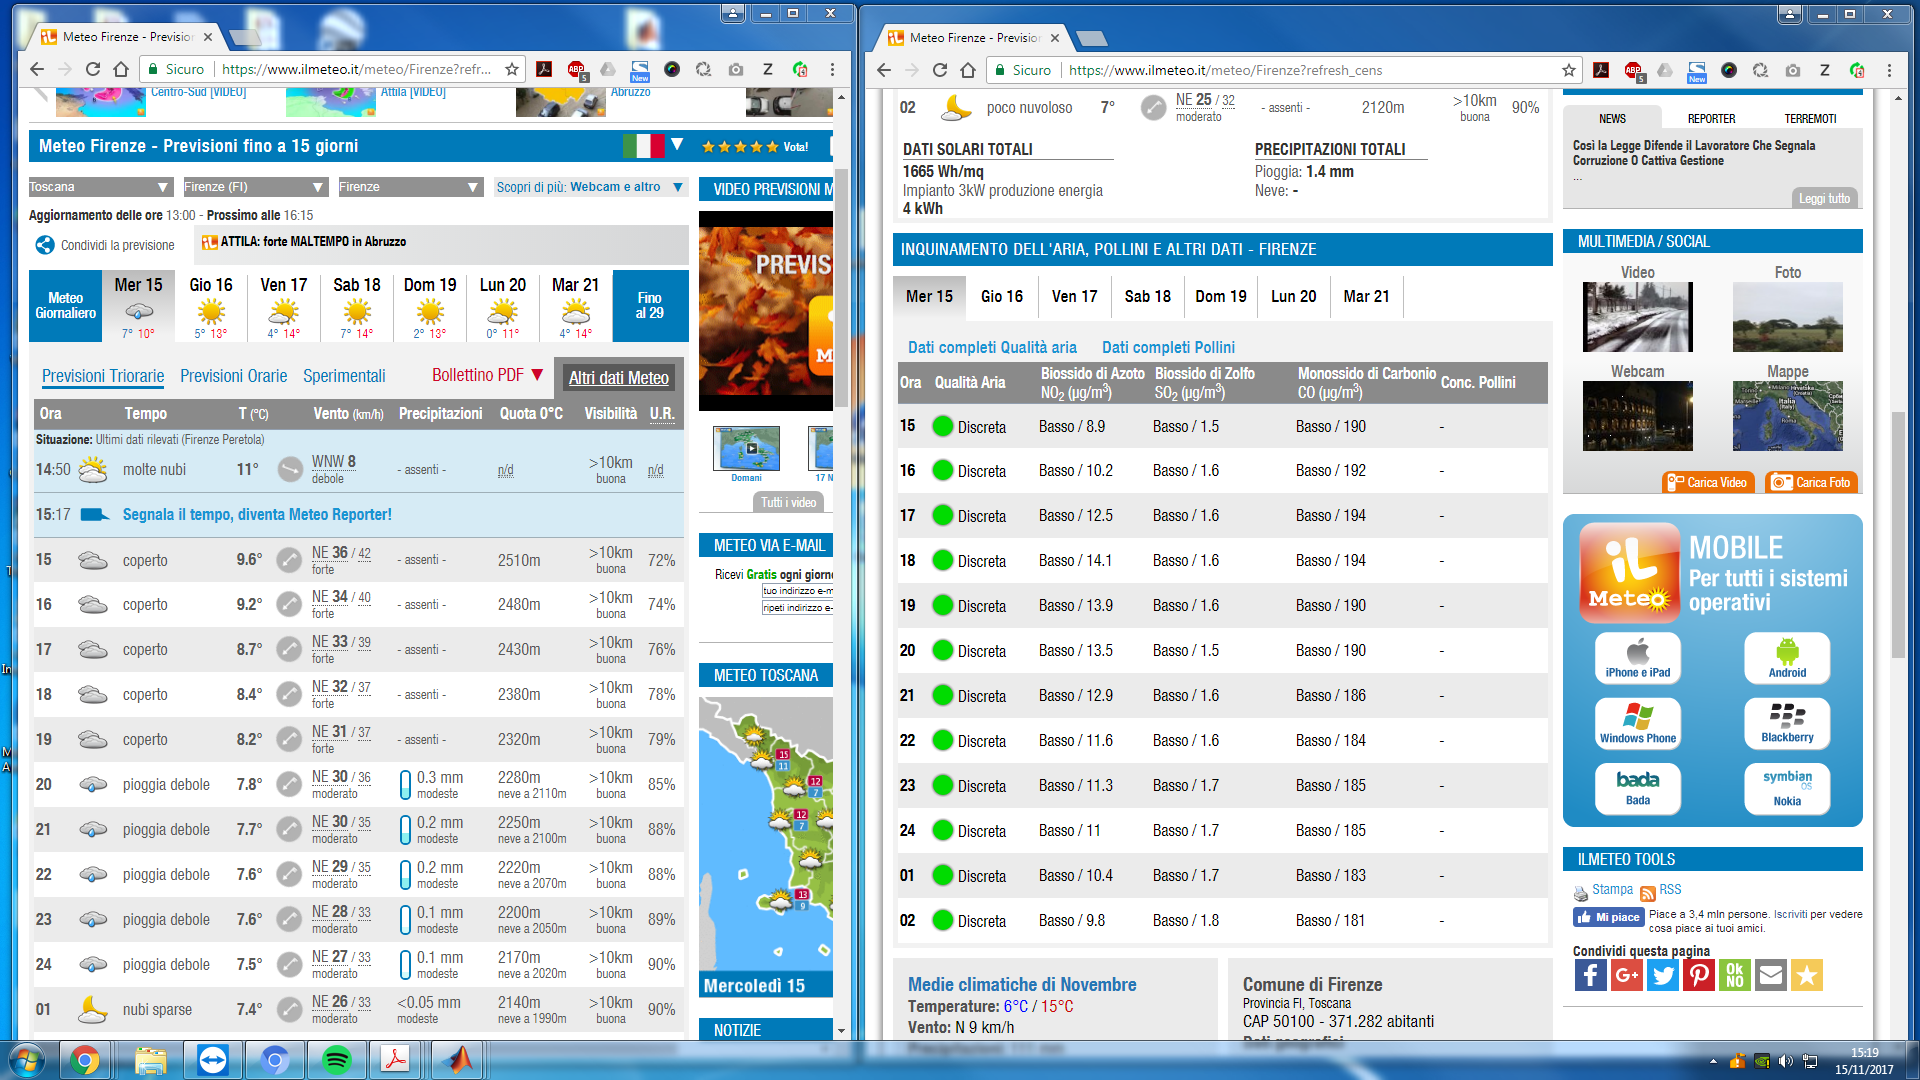 Meteo Firenze - Prevision
Sicuro https://www.ilmeteo.it/meteo/Firenze?refr...
Centro-Sud [VIDEO] Attila [VIDEO] Abruzzo
Meteo Firenze - Previsioni fino a 15 giorni Vota!
Toscana Firenze (FI) Firenze Scopri di più: Webcam e altro
Aggiornamento delle ore 13:00 - Prossimo alle 16:15
Condividi la previsione ATTILA: forte MALTEMPO in Abruzzo
Meteo Giornaliero Mer 15 Gio 16 Ven 17 Sab 18 Dom 19 Lun 20 Mar 21 Fino al 29
7° 10° 5° 13° 4° 14° 7° 14° 2° 13° 0° 11° 4° 14°
Previsioni Triorarie Previsioni Orarie Sperimentali Bollettino PDF Altri dati Meteo
Ora Tempo T (°C) Vento (km/h) Precipitazioni Quota 0°C Visibilità U.R.
Situazione: Ultimi dati rilevati (Firenze Peretola)
14:50 molte nubi 11° WNW 8 debole - assenti - n/d >10km buona n/d
15:17 Segnala il tempo, diventa Meteo Reporter!
15 coperto 9.6° NE 36 / 42 forte - assenti - 2510m >10km buona 72%
16 coperto 9.2° NE 34 / 40 forte - assenti - 2480m >10km buona 74%
17 coperto 8.7° NE 33 / 39 forte - assenti - 2430m >10km buona 76%
18 coperto 8.4° NE 32 / 37 forte - assenti - 2380m >10km buona 78%
19 coperto 8.2° NE 31 / 37 forte - assenti - 2320m >10km buona 79%
20 pioggia debole 7.8° NE 30 / 36 moderato 0.3 mm modeste 2280m neve a 2110m >10km buona 85%
21 pioggia debole 7.7° NE 30 / 35 moderato 0.2 mm modeste 2250m neve a 2100m >10km buona 88%
22 pioggia debole 7.6° NE 29 / 35 moderato 0.2 mm modeste 2220m neve a 2070m >10km buona 88%
23 pioggia debole 7.6° NE 28 / 33 moderato 0.1 mm modeste 2200m neve a 2050m >10km buona 89%
24 pioggia debole 7.5° NE 27 / 33 moderato 0.1 mm modeste 2170m neve a 2020m >10km buona 90%
01 nubi sparse 7.4° NE 26 / 33 moderato <0.05 mm modeste 2140m neve a 1990m >10km buona 90%
VIDEO PREVISIONI M
PREVIS
Domani 17 N
Tutti i video
METEO VIA E-MAIL
Ricevi Gratis ogni giorno
tuo indirizzo e-m
ripeti indirizzo e-
METEO TOSCANA
15 11
12 7
12 7
13 9
Mercoledì 15
NOTIZIE
Meteo Firenze - Prevision
Sicuro https://www.ilmeteo.it/meteo/Firenze?refresh_cens
02 poco nuvoloso 7° NE 25 / 32 moderato - assenti - 2120m >10km buona 90%
DATI SOLARI TOTALI PRECIPITAZIONI TOTALI
1665 Wh/mq Pioggia: 1.4 mm
Impianto 3kW produzione energia Neve: -
4 kWh
INQUINAMENTO DELL'ARIA, POLLINI E ALTRI DATI - FIRENZE
Mer 15 Gio 16 Ven 17 Sab 18 Dom 19 Lun 20 Mar 21
Dati completi Qualità aria Dati completi Pollini
Ora Qualità Aria Biossido di Azoto NO2 (µg/m3) Biossido di Zolfo SO2 (µg/m3) Monossido di Carbonio CO (µg/m3) Conc. Pollini
15 Discreta Basso / 8.9 Basso / 1.5 Basso / 190 -
16 Discreta Basso / 10.2 Basso / 1.6 Basso / 192 -
17 Discreta Basso / 12.5 Basso / 1.6 Basso / 194 -
18 Discreta Basso / 14.1 Basso / 1.6 Basso / 194 -
19 Discreta Basso / 13.9 Basso / 1.6 Basso / 190 -
20 Discreta Basso / 13.5 Basso / 1.5 Basso / 190 -
21 Discreta Basso / 12.9 Basso / 1.6 Basso / 186 -
22 Discreta Basso / 11.6 Basso / 1.6 Basso / 184 -
23 Discreta Basso / 11.3 Basso / 1.7 Basso / 185 -
24 Discreta Basso / 11 Basso / 1.7 Basso / 185 -
01 Discreta Basso / 10.4 Basso / 1.7 Basso / 183 -
02 Discreta Basso / 9.8 Basso / 1.8 Basso / 181 -
Medie climatiche di Novembre
Temperature: 6°C / 15°C
Vento: N 9 km/h
Comune di Firenze
Provincia FI, Toscana
CAP 50100 - 371.282 abitanti
NEWS REPORTER TERREMOTI
Così la Legge Difende il Lavoratore Che Segnala
Corruzione O Cattiva Gestione
...
Leggi tutto
MULTIMEDIA / SOCIAL
Video Foto
Webcam Mappe
Italia
Roma
Carica Video Carica Foto
iL Meteo
MOBILE
Per tutti i sistemi
operativi
iPhone e iPad Android
Windows Phone Blackberry
bada Bada symbian OS Nokia
ILMETEO TOOLS
Stampa RSS
Mi piace Piace a 3,4 mln persone. Iscriviti per vedere
cosa piace ai tuoi amici.
Condividi questa pagina
OK NO
15:19
15/11/2017